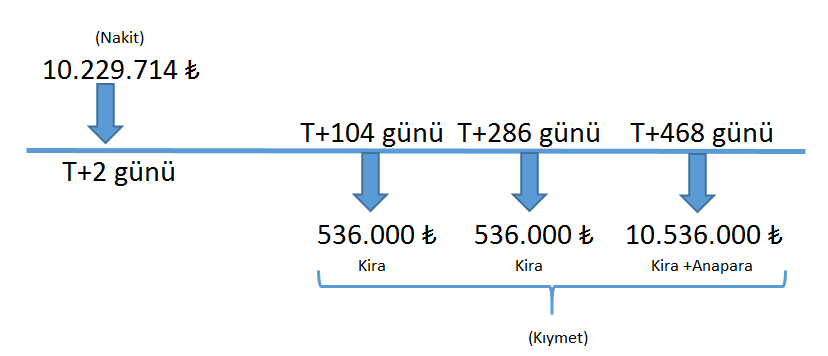 (Nakit)
10.229.714 ₺
T+104 günü T+286 günü T+468 günü
T+2 günü
536.000 ₺ 536.000 ₺ 10.536.000 ₺
Kira Kira Kira +Anapara
(Kıymet)